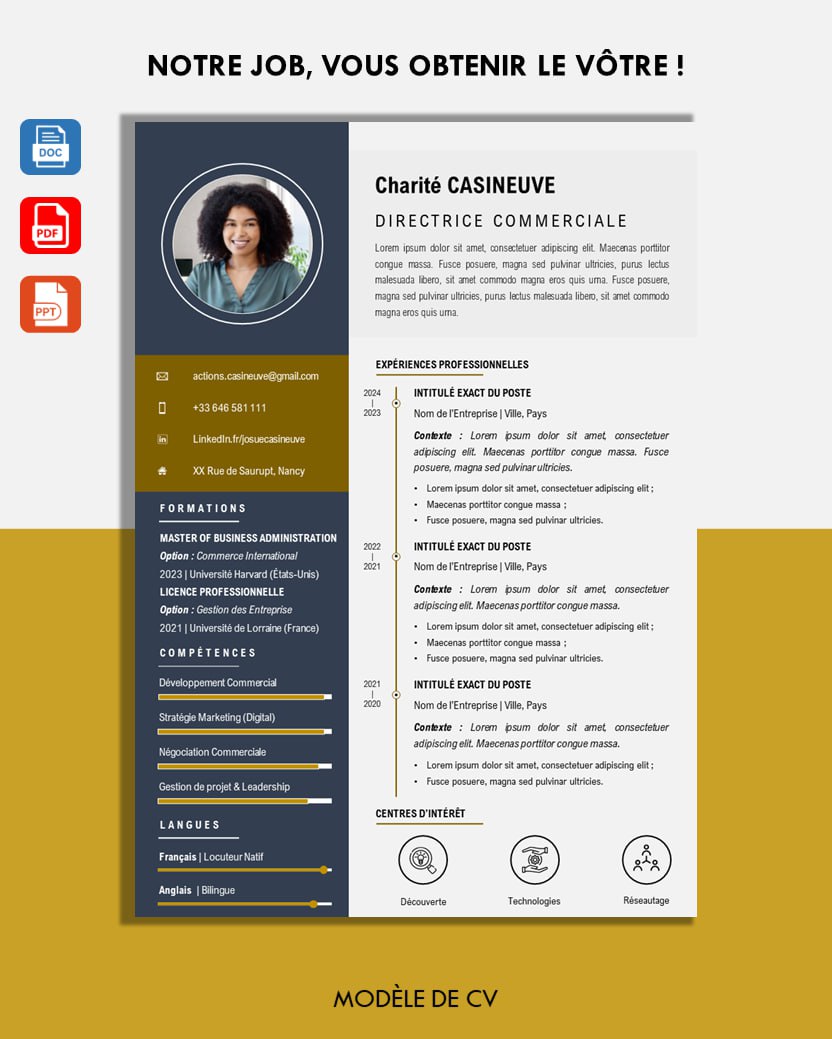 NOTRE JOB, VOUS OBTENIR LE VÔTRE !
DOC
PDF
PPT
Charité CASINEUVE
DIRECTRICE COMMERCIALE
Lorem ipsum dolor sit amet, consectetuer adipiscing elit. Maecenas porttitor
congue massa. Fusce posuere, magna sed pulvinar ultricies, purus lectus
malesuada libero, sit amet commodo magna eros quis urna. Fusce posuere,
magna sed pulvinar ultricies, purus lectus malesuada libero, sit amet commodo
magna eros quis urna.
actions.casineuve@gmail.com
+33 646 581 111
in LinkedIn.fr/josuecasineuve
XX Rue de Saurupt, Nancy
FORMATIONS
MASTER OF BUSINESS ADMINISTRATION
Option : Commerce International
2023 | Université Harvard (États-Unis)
LICENCE PROFESSIONNELLE
Option : Gestion des Entreprise
2021 | Université de Lorraine (France)
COMPÉTENCES
Développement Commercial
Stratégie Marketing (Digital)
Négociation Commerciale
Gestion de projet & Leadership
LANGUES
Français | Locuteur Natif
Anglais | Bilingue
EXPÉRIENCES PROFESSIONNELLES
2024
|
2023
INTITULÉ EXACT DU POSTE
Nom de l'Entreprise | Ville, Pays
Contexte : Lorem ipsum dolor sit amet, consectetuer
adipiscing elit. Maecenas porttitor congue massa. Fusce
posuere, magna sed pulvinar ultricies.
• Lorem ipsum dolor sit amet, consectetuer adipiscing elit ;
• Maecenas porttitor congue massa ;
• Fusce posuere, magna sed pulvinar ultricies.
2022
|
2021
INTITULÉ EXACT DU POSTE
Nom de l'Entreprise | Ville, Pays
Contexte : Lorem ipsum dolor sit amet, consectetuer
adipiscing elit. Maecenas porttitor congue massa.
• Lorem ipsum dolor sit amet, consectetuer adipiscing elit ;
• Maecenas porttitor congue massa ;
• Fusce posuere, magna sed pulvinar ultricies.
2021
|
2020
INTITULÉ EXACT DU POSTE
Nom de l'Entreprise | Ville, Pays
Contexte : Lorem ipsum dolor sit amet, consectetuer
adipiscing elit. Maecenas porttitor congue massa.
• Lorem ipsum dolor sit amet, consectetuer adipiscing elit ;
• Fusce posuere, magna sed pulvinar ultricies.
CENTRES D'INTÉRÊT
Découverte
Technologies
Réseautage
MODÈLE DE CV